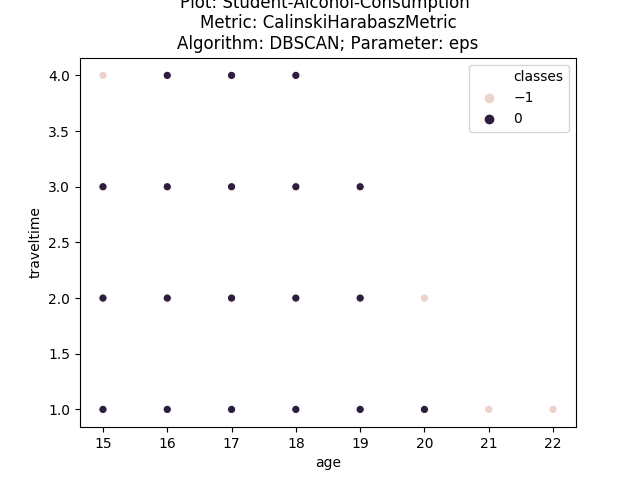 Plot: Student-Alcohol-Consumption
Metric: CalinskiHarabaszMetric
Algorithm: DBSCAN; Parameter: eps
classes
−1
0
4.0
3.5
3.0
2.5
2.0
1.5
1.0
traveltime
15 16 17 18 19 20 21 22
age